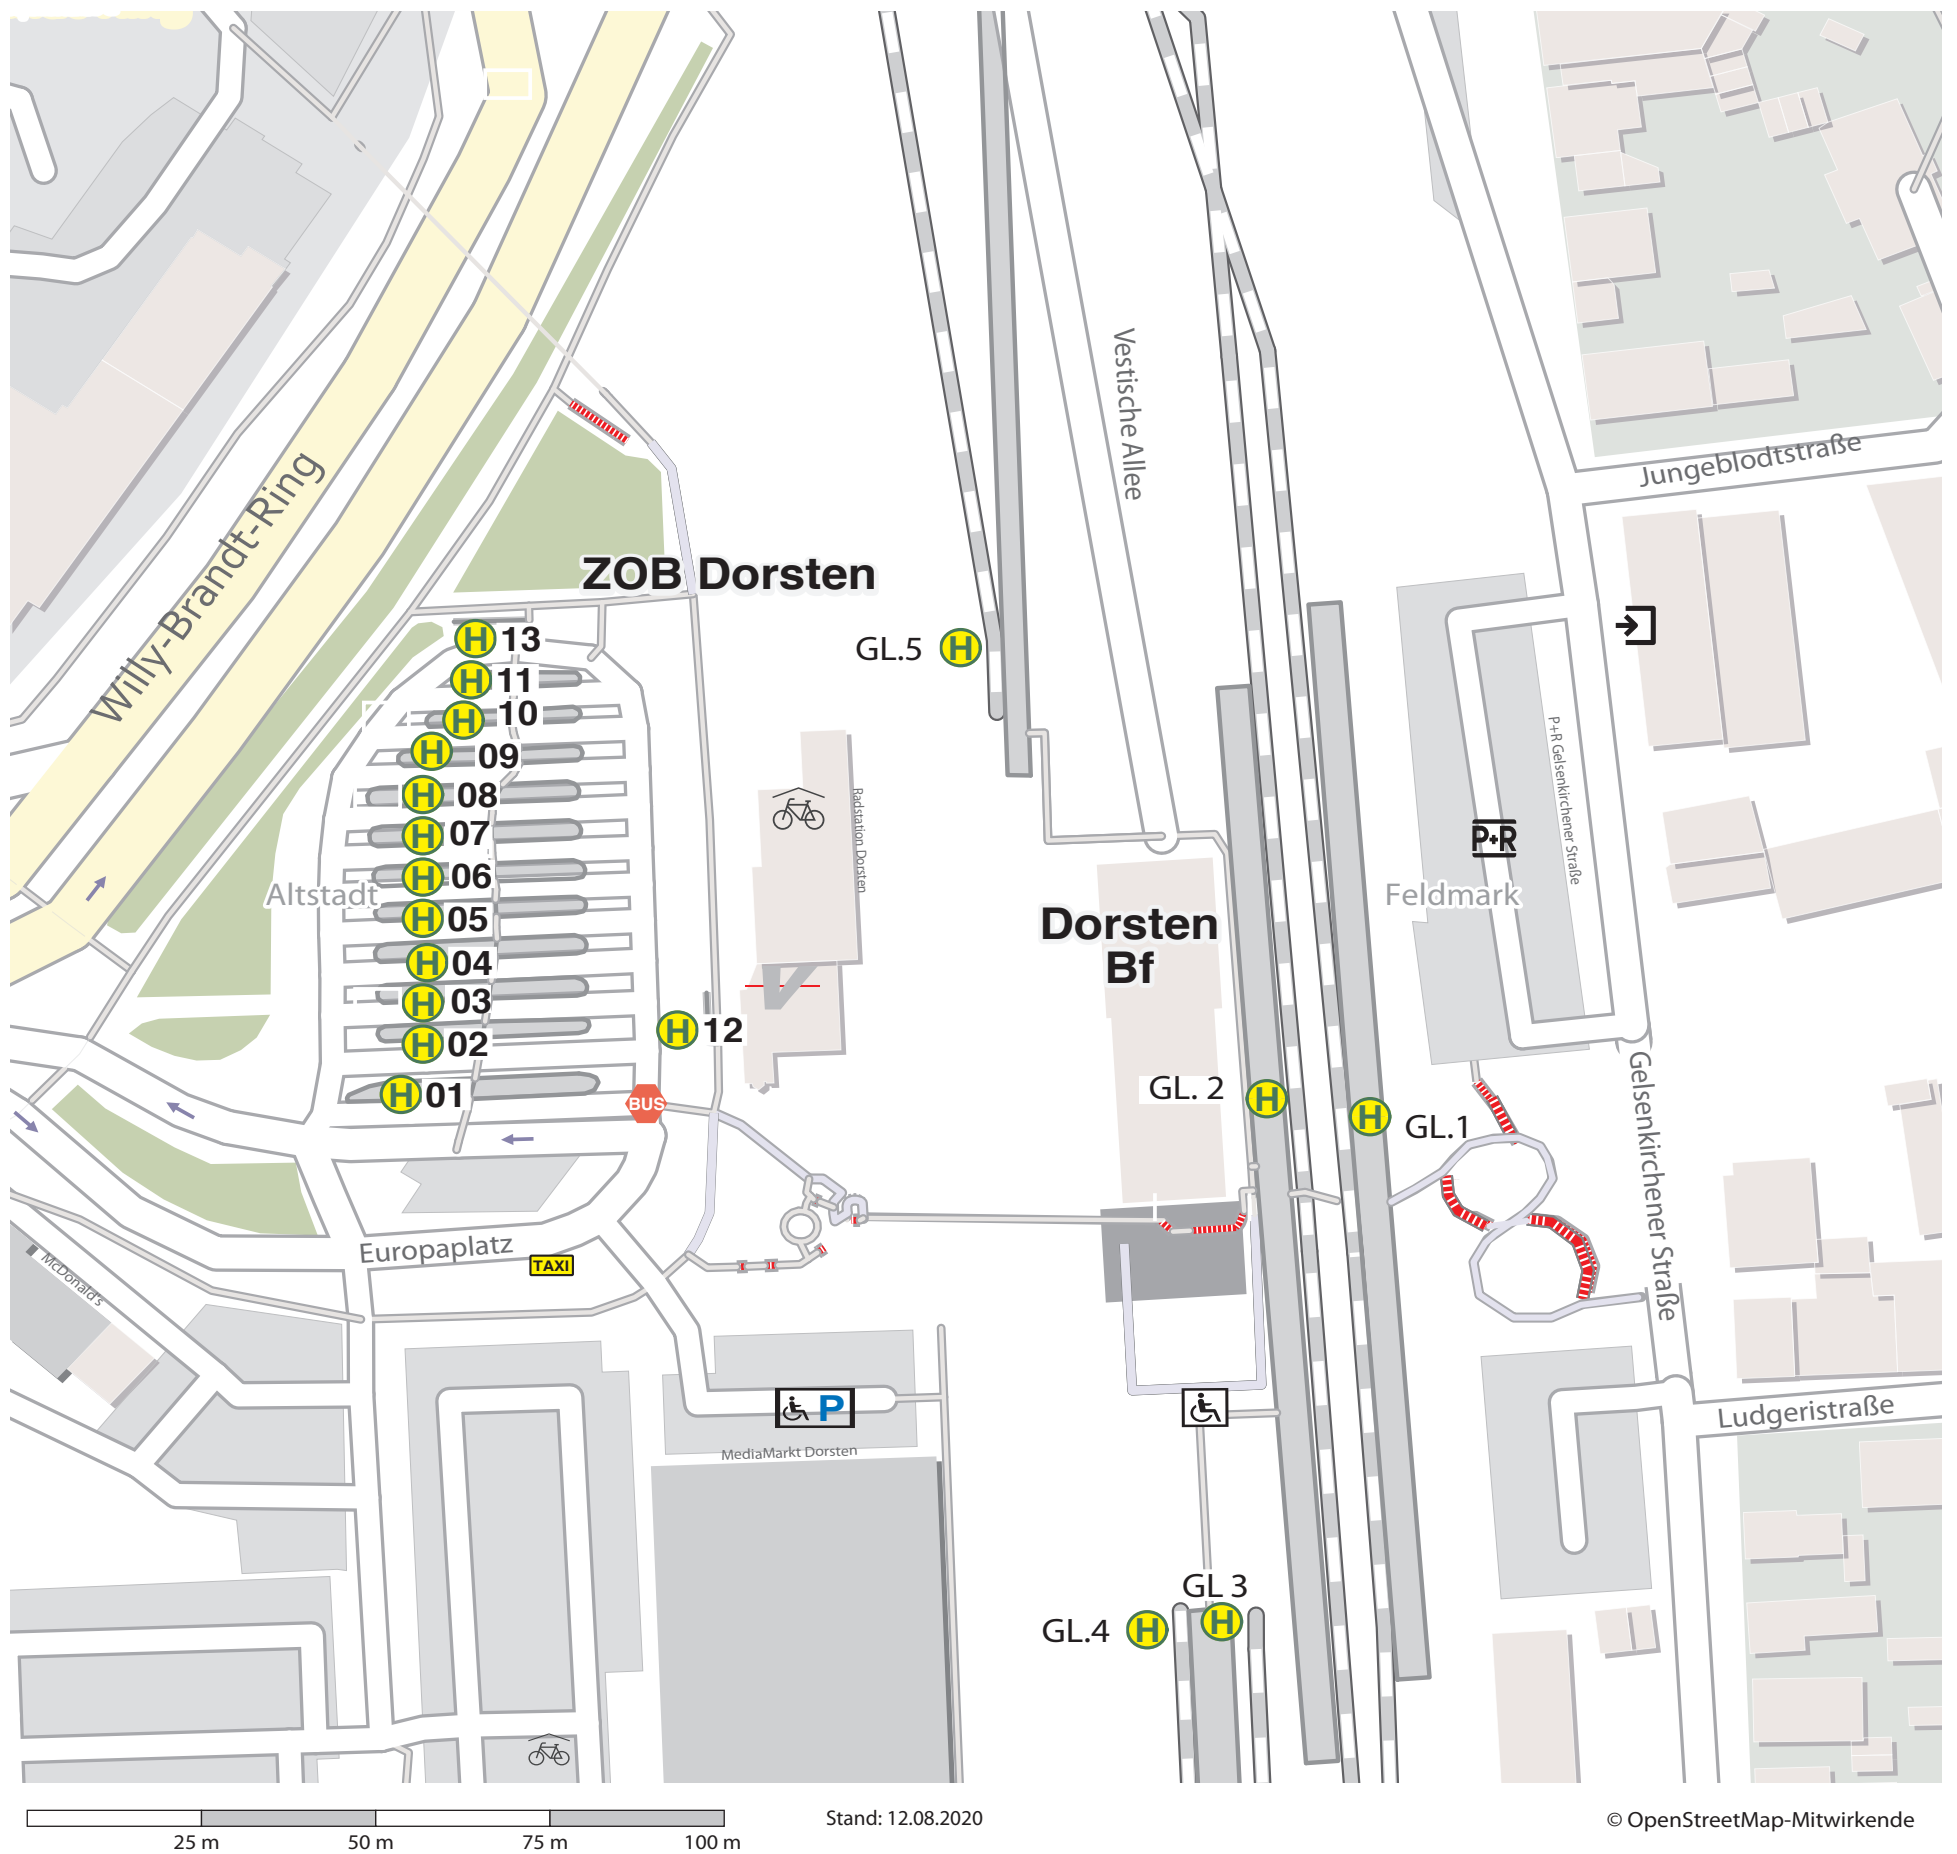 Willy-Brandt-Ring
Vestische Allee
Jungeblodtstraße
ZOB Dorsten
H 13
H 11
H 10
H 09
H 08
H 07
H 06
H 05
H 04
H 03
H 02
H 01
H 12
Altstadt
BUS
GL.5 H
Radstation Dorsten
Dorsten
Bf
P+R
P+R Gelsenkirchener Straße
Feldmark
GL. 2 H
H GL.1
Gelsenkirchener Straße
Europaplatz
TAXI
McDonald's
P
MediaMarkt Dorsten
Ludgeristraße
GL 3
H
GL.4 H
25 m
50 m
75 m
100 m
Stand: 12.08.2020
© OpenStreetMap-Mitwirkende